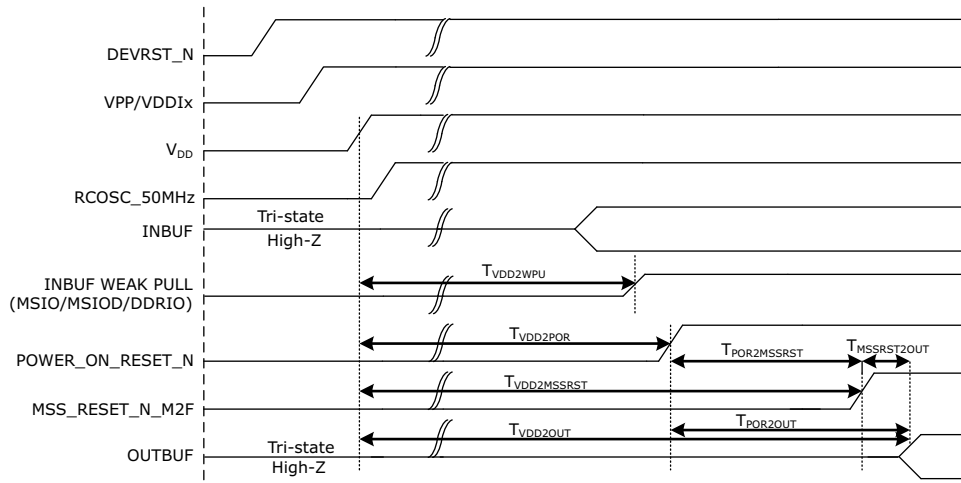 DEVRST_N
VPP/VDDIx
VDD
RCOSC_50MHz
Tri-state
INBUF
High-Z
TVDD2WPU
INBUF WEAK PULL
(MSIO/MSIOD/DDRIO)
TVDD2POR
TPOR2MSSRST
TMSSRST2OUT
POWER_ON_RESET_N
TVDD2MSSRST
MSS_RESET_N_M2F
TVDD2OUT
TPOR2OUT
Tri-state
OUTBUF
High-Z